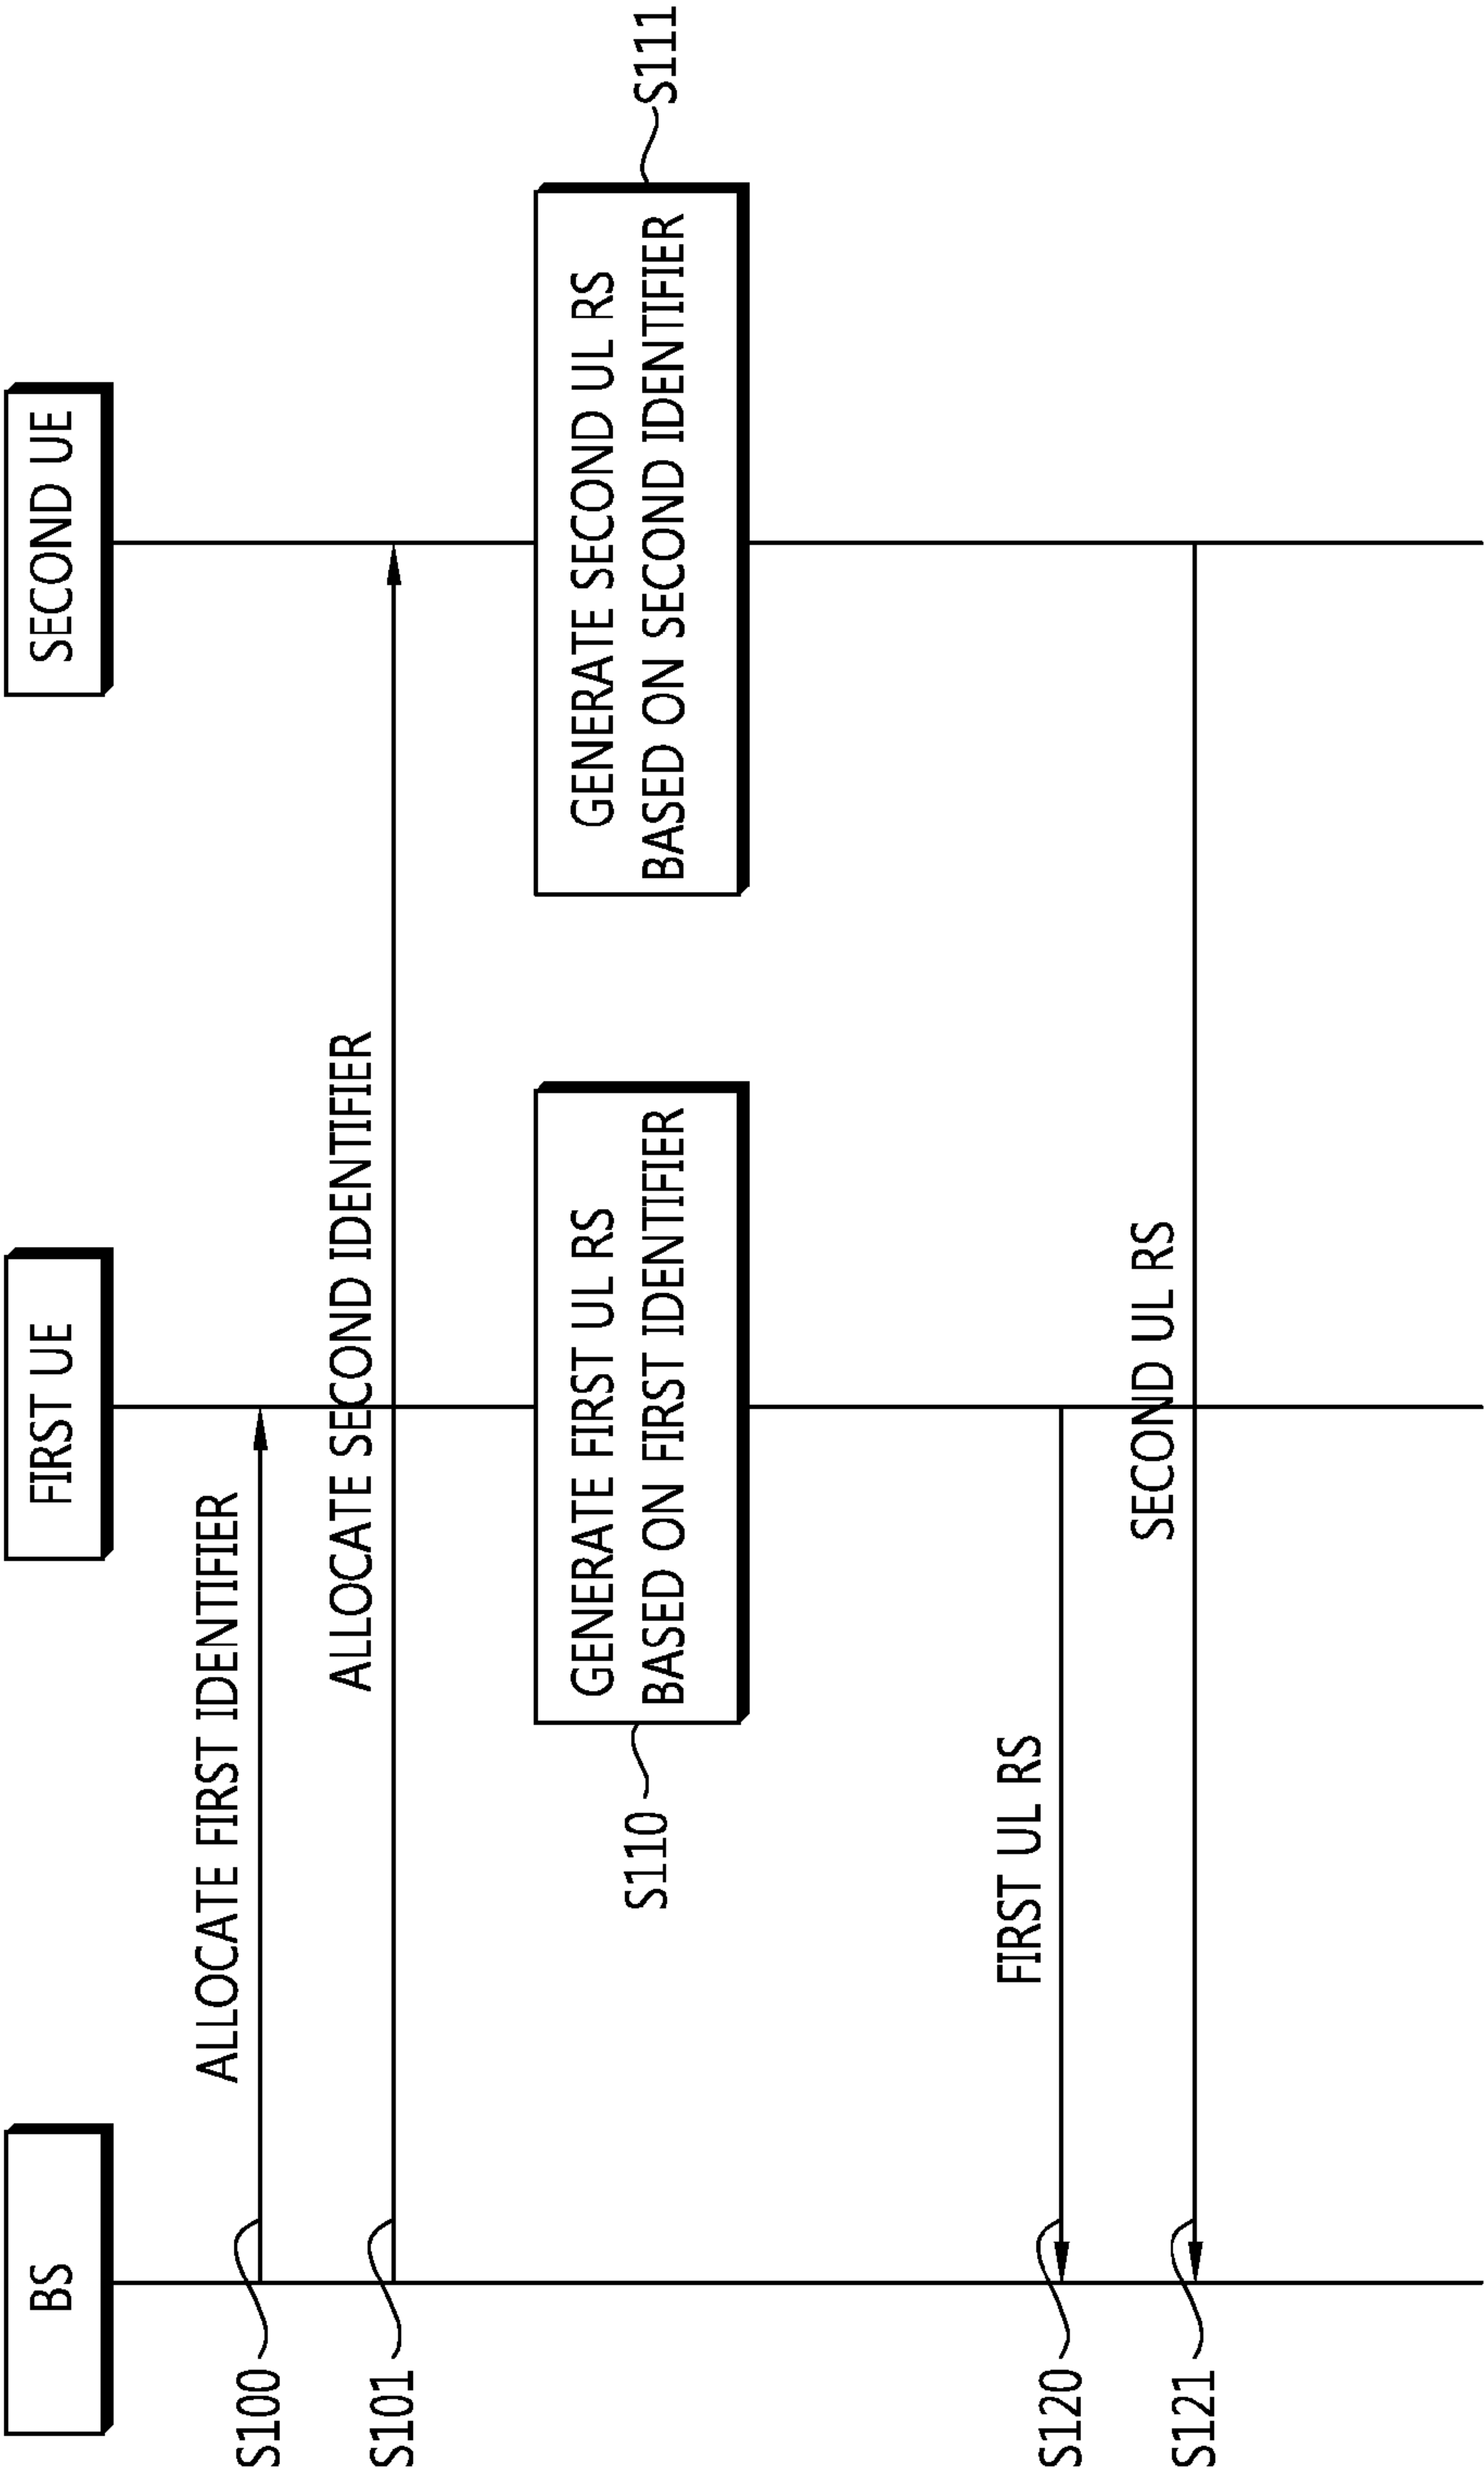 BS
FIRST UE
SECOND UE
ALLOCATE FIRST IDENTIFIER
S100
ALLOCATE SECOND IDENTIFIER
S101
S110
GENERATE FIRST UL RS
BASED ON FIRST IDENTIFIER
GENERATE SECOND UL RS
BASED ON SECOND IDENTIFIER
S111
FIRST UL RS
S120
SECOND UL RS
S121